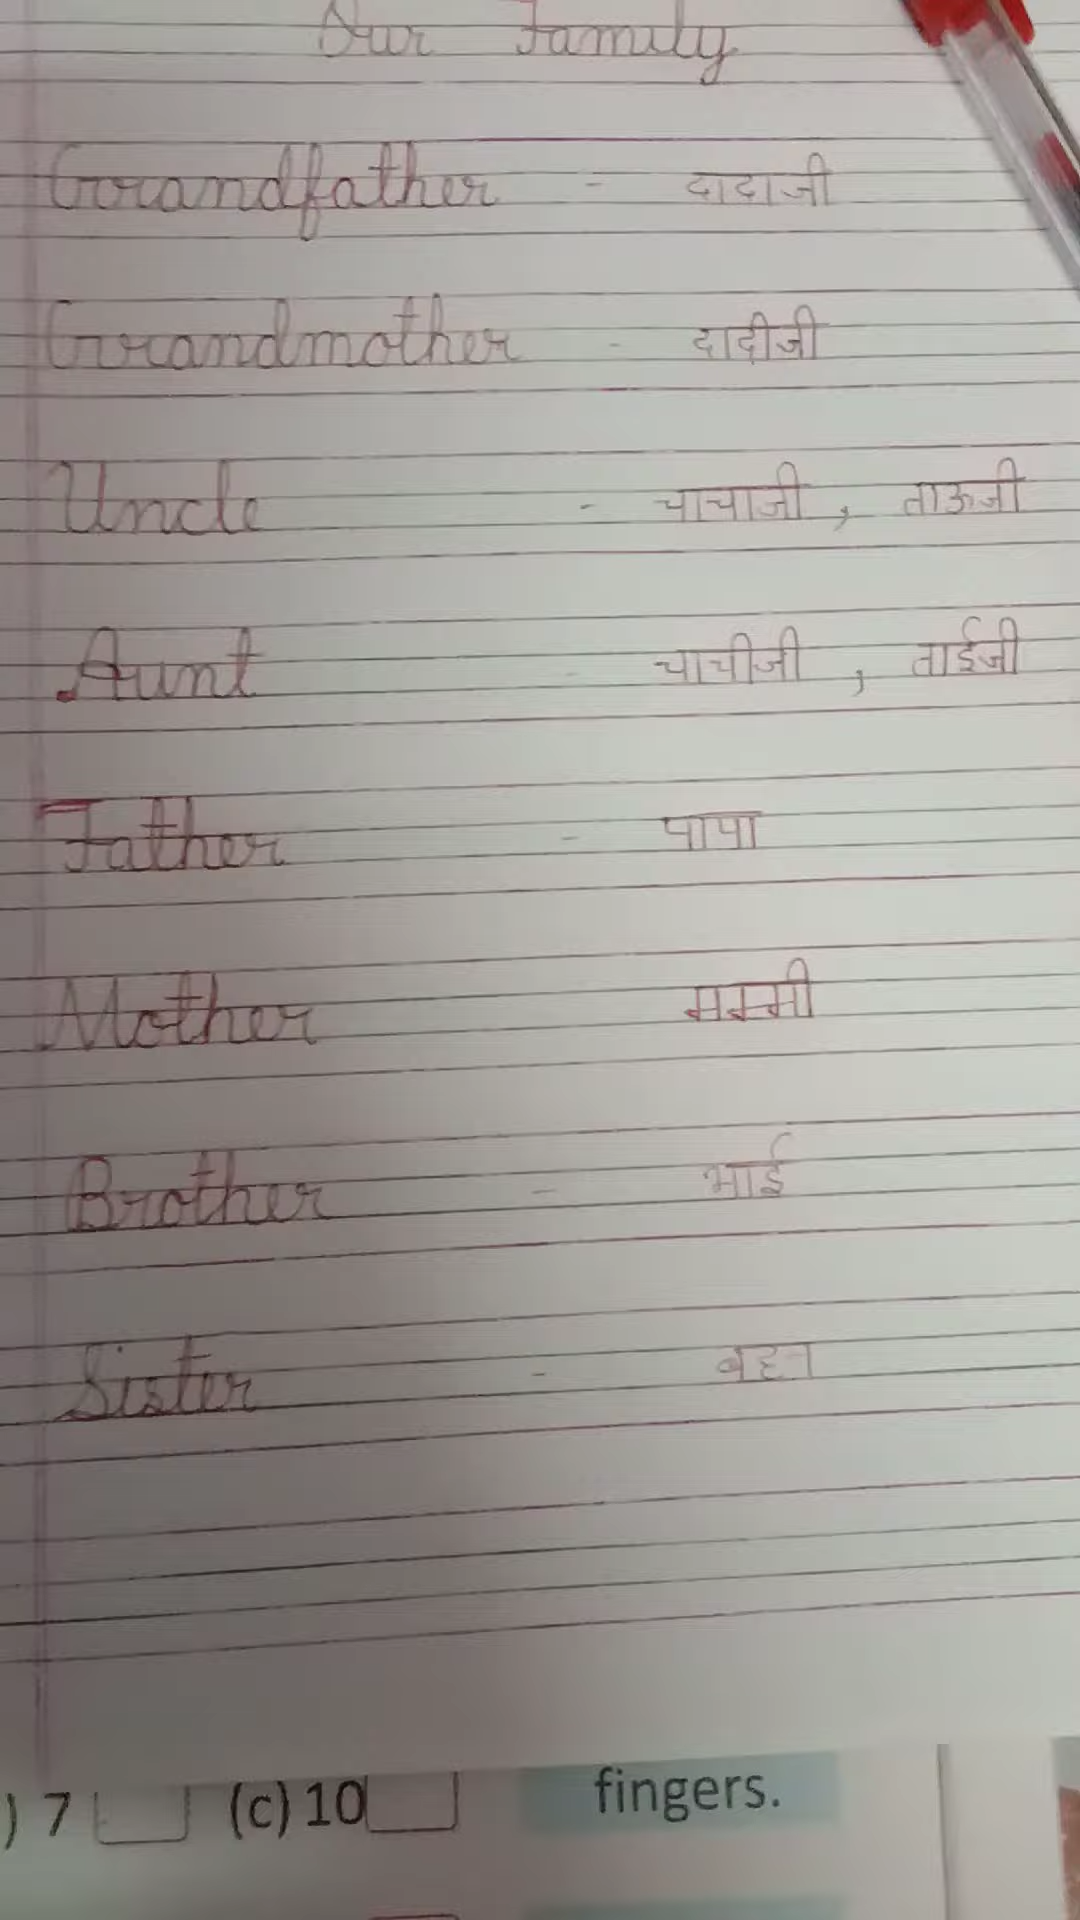 Our Family
Grandfather - दादाजी
Grandmother - दादीजी
Uncle - चाचाजी, ताऊजी
Aunt - चाचीजी, ताईजी
Father - पापा
Mother मम्मी
Brother - भाई
Sister - बहन
) 7 (c) 10 fingers.